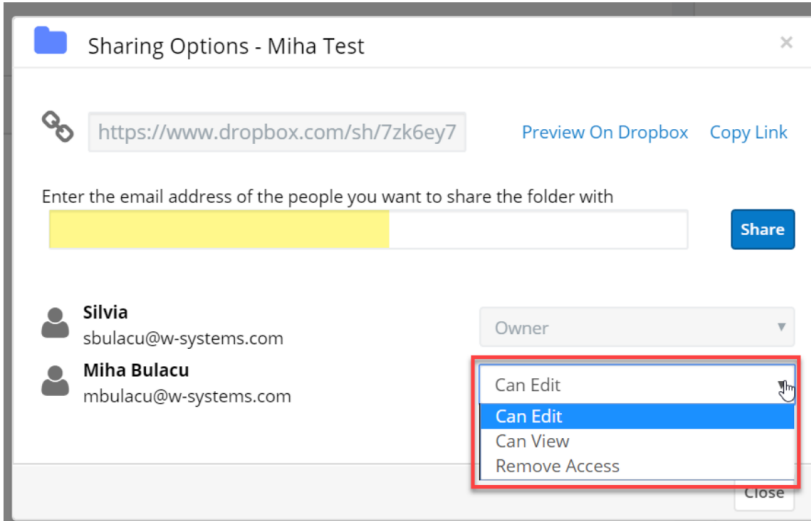 Sharing Options - Miha Test
×
https://www.dropbox.com/sh/7zk6ey7
Preview On Dropbox Copy Link
Enter the email address of the people you want to share the folder with
Share
Silvia
sbulacu@w-systems.com
Owner
Miha Bulacu
mbulacu@w-systems.com
Can Edit
Can Edit
Can View
Remove Access
Close